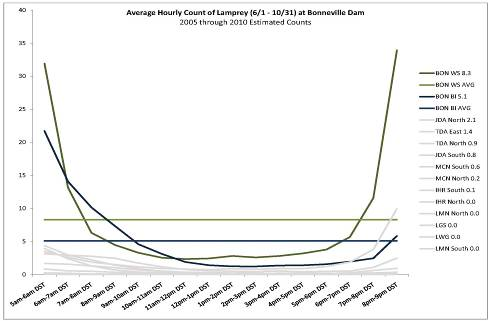 Average Hourly Count of Lamprey (6/1 - 10/31) at Bonneville Dam
2005 through 2010 Estimated Counts
40
35
30
25
20
15
10
5
0
5am-6am DST
6am-7am DST
7am-8am DST
8am-9am DST
9am-10am DST
10am-11am DST
11am-12pm DST
12pm-1pm DST
1pm-2pm DST
2pm-3pm DST
3pm-4pm DST
4pm-5pm DST
5pm-6pm DST
6pm-7pm DST
7pm-8pm DST
8pm-9pm DST
BON WS 8.3
BON WS AVG
BON BI 5.1
BON BI AVG
JDA North 2.1
TDA East 1.4
TDA North 0.9
JDA South 0.8
MCN South 0.6
MCN North 0.2
IHR South 0.1
IHR North 0.0
LMN North 0.0
LGS 0.0
LWG 0.0
LMN South 0.0